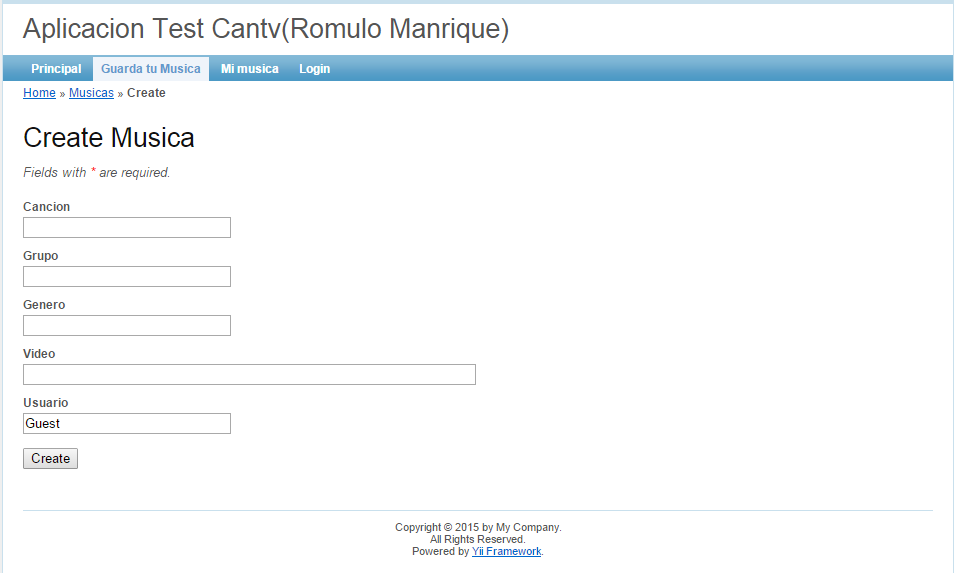 Aplicacion Test Cantv(Romulo Manrique)
Principal Guarda tu Musica Mi musica Login
Home » Musicas » Create
Create Musica
Fields with * are required.
Cancion
Grupo
Genero
Video
Usuario
Guest
Create
Copyright © 2015 by My Company.
All Rights Reserved.
Powered by Yii Framework.